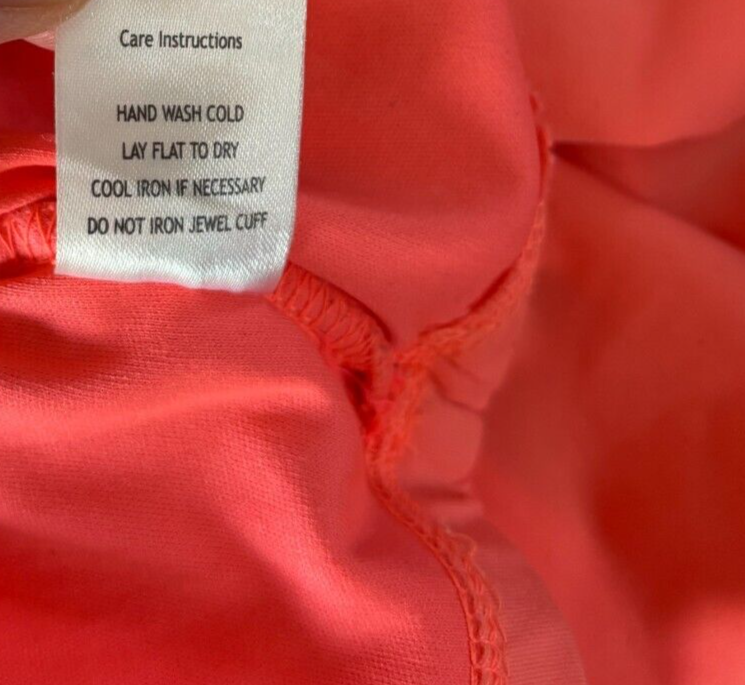 Care Instructions
HAND WASH COLD
LAY FLAT TO DRY
COOL IRON IF NECESSARY
DO NOT IRON JEWEL CUFF